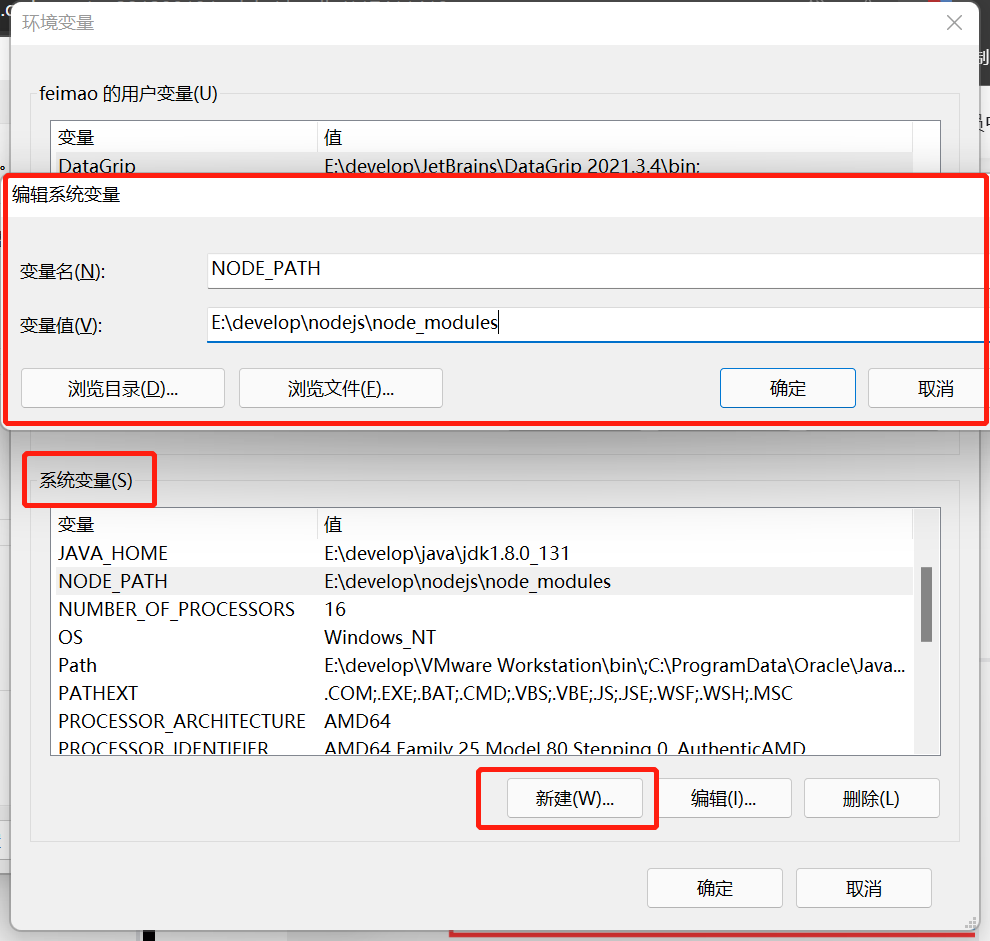 环境变量
feimao 的用户变量(U)
变量 值
DataGrip E:\develop\JetBrains\DataGrip 2021.3.4\bin;
编辑系统变量
变量名(N): NODE_PATH
变量值(V): E:\develop\nodejs\node_modules
浏览目录(D)... 浏览文件(F)... 确定 取消
系统变量(S)
变量 值
JAVA_HOME E:\develop\java\jdk1.8.0_131
NODE_PATH E:\develop\nodejs\node_modules
NUMBER_OF_PROCESSORS 16
OS Windows_NT
Path E:\develop\VMware Workstation\bin\;C:\ProgramData\Oracle\Java...
PATHEXT .COM;.EXE;.BAT;.CMD;.VBS;.VBE;.JS;.JSE;.WSF;.WSH;.MSC
PROCESSOR_ARCHITECTURE AMD64
PROCESSOR_IDENTIFIER AMD64 Family 25 Model 80 Stepping 0, AuthenticAMD
新建(W)... 编辑(I)... 删除(L)
确定 取消